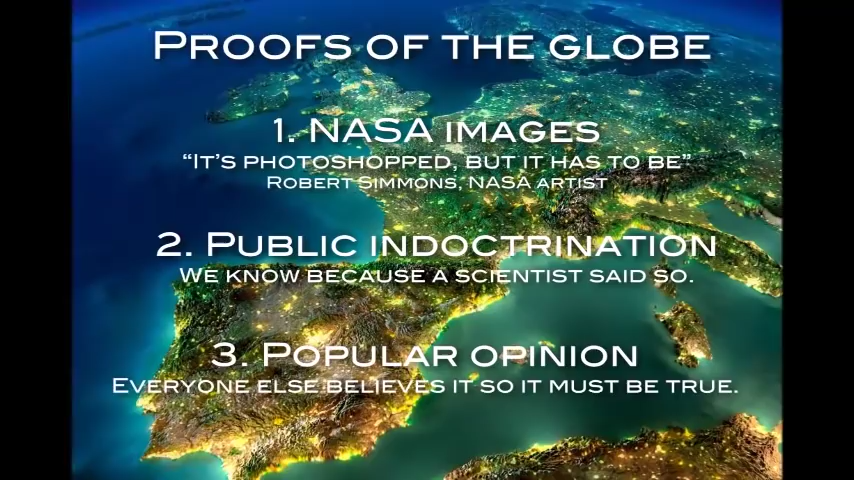 PROOFS OF THE GLOBE
1. NASA IMAGES
“IT’S PHOTOSHOPPED, BUT IT HAS TO BE”
ROBERT SIMMONS, NASA ARTIST
2. PUBLIC INDOCTRINATION
WE KNOW BECAUSE A SCIENTIST SAID SO.
3. POPULAR OPINION
EVERYONE ELSE BELIEVES IT SO IT MUST BE TRUE.